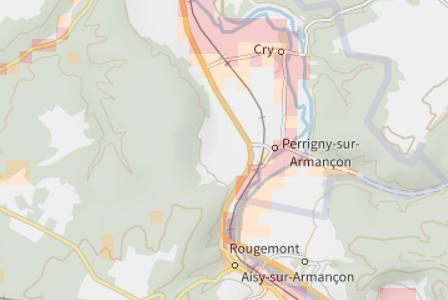 Cry
Perrigny-sur-
Armançon
Rougemont
Aisy-sur-Armançon